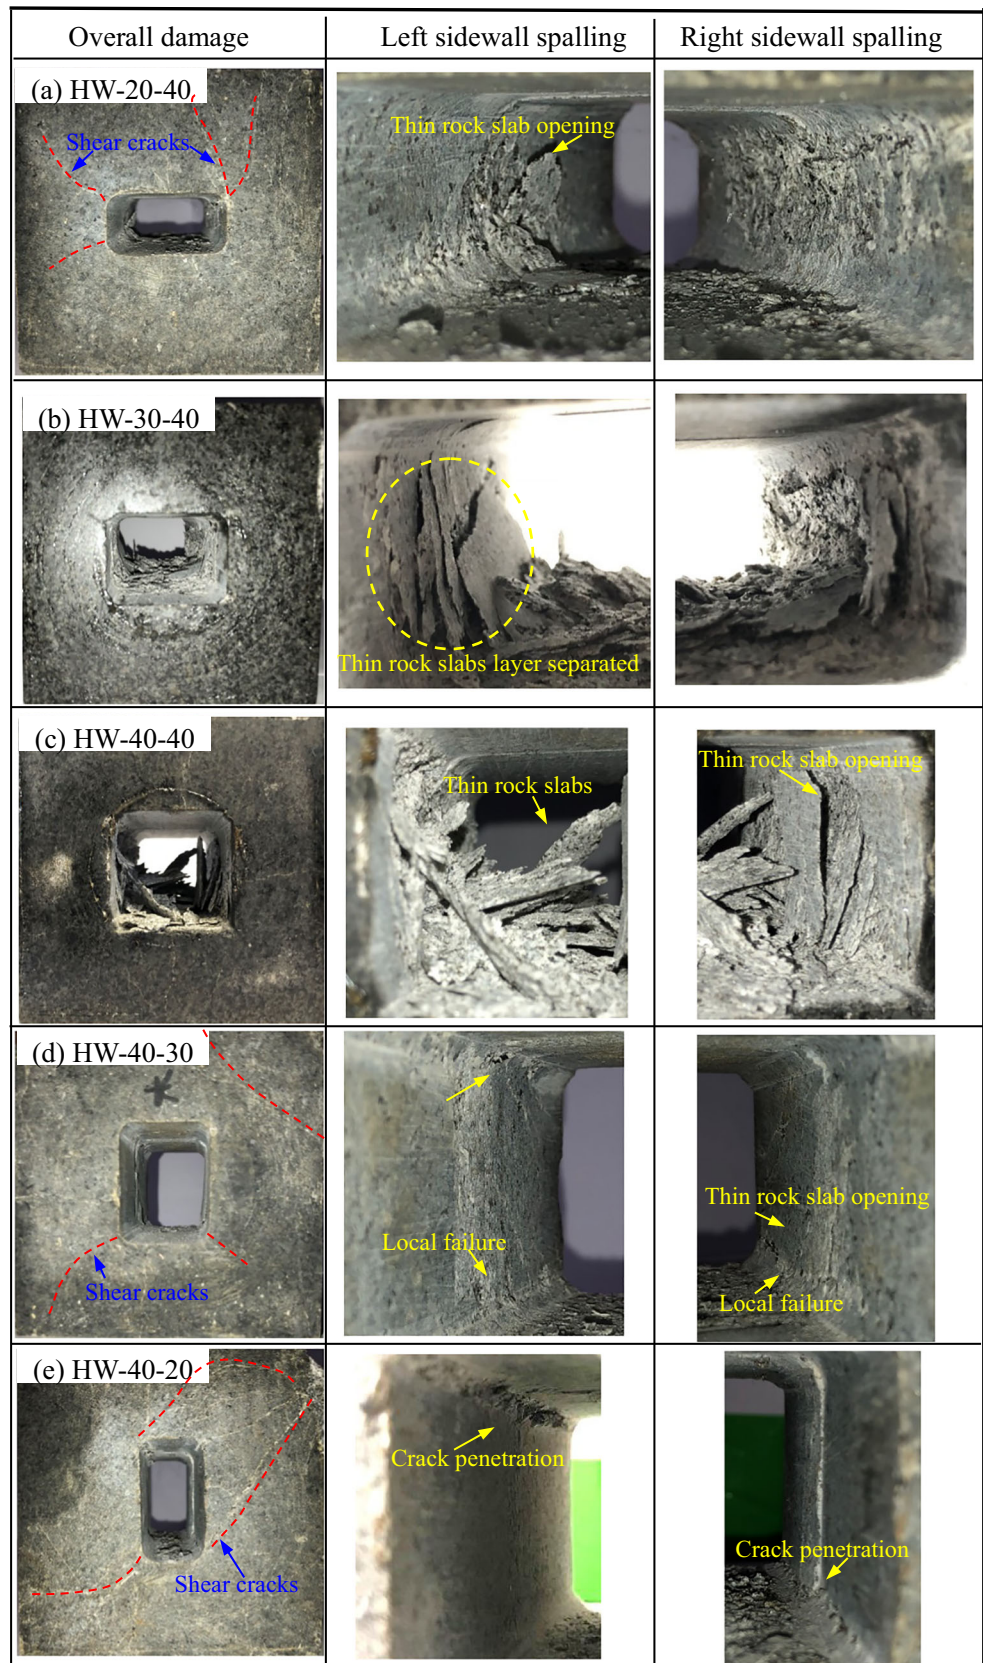 Overall damage
Left sidewall spalling
Right sidewall spalling
(a) HW-20-40
Shear cracks
Thin rock slab opening
(b) HW-30-40
Thin rock slabs layer separated
(c) HW-40-40
Thin rock slabs
Thin rock slab opening
(d) HW-40-30
Shear cracks
Local failure
Thin rock slab opening
Local failure
(e) HW-40-20
Shear cracks
Crack penetration
Crack penetration